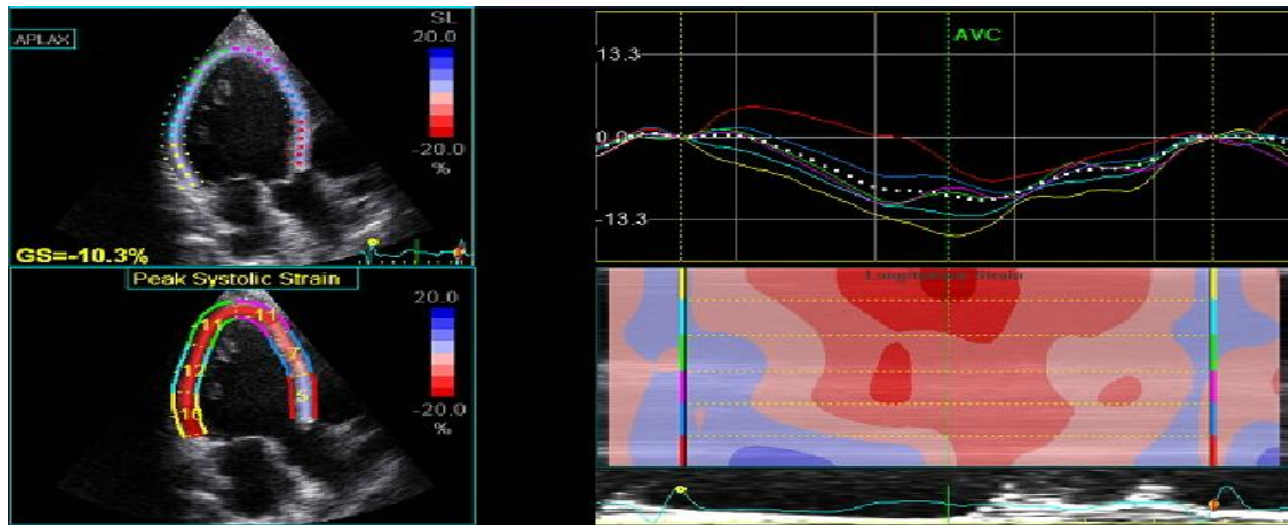 APLAX
SL
20.0
-20.0
%
GS=-10.3%
AVC
13.3
0.0
-13.3
Peak Systolic Strain
20.0
-20.0
%
-11
-11
-12
-7
-16
5
Longitudinal Strain